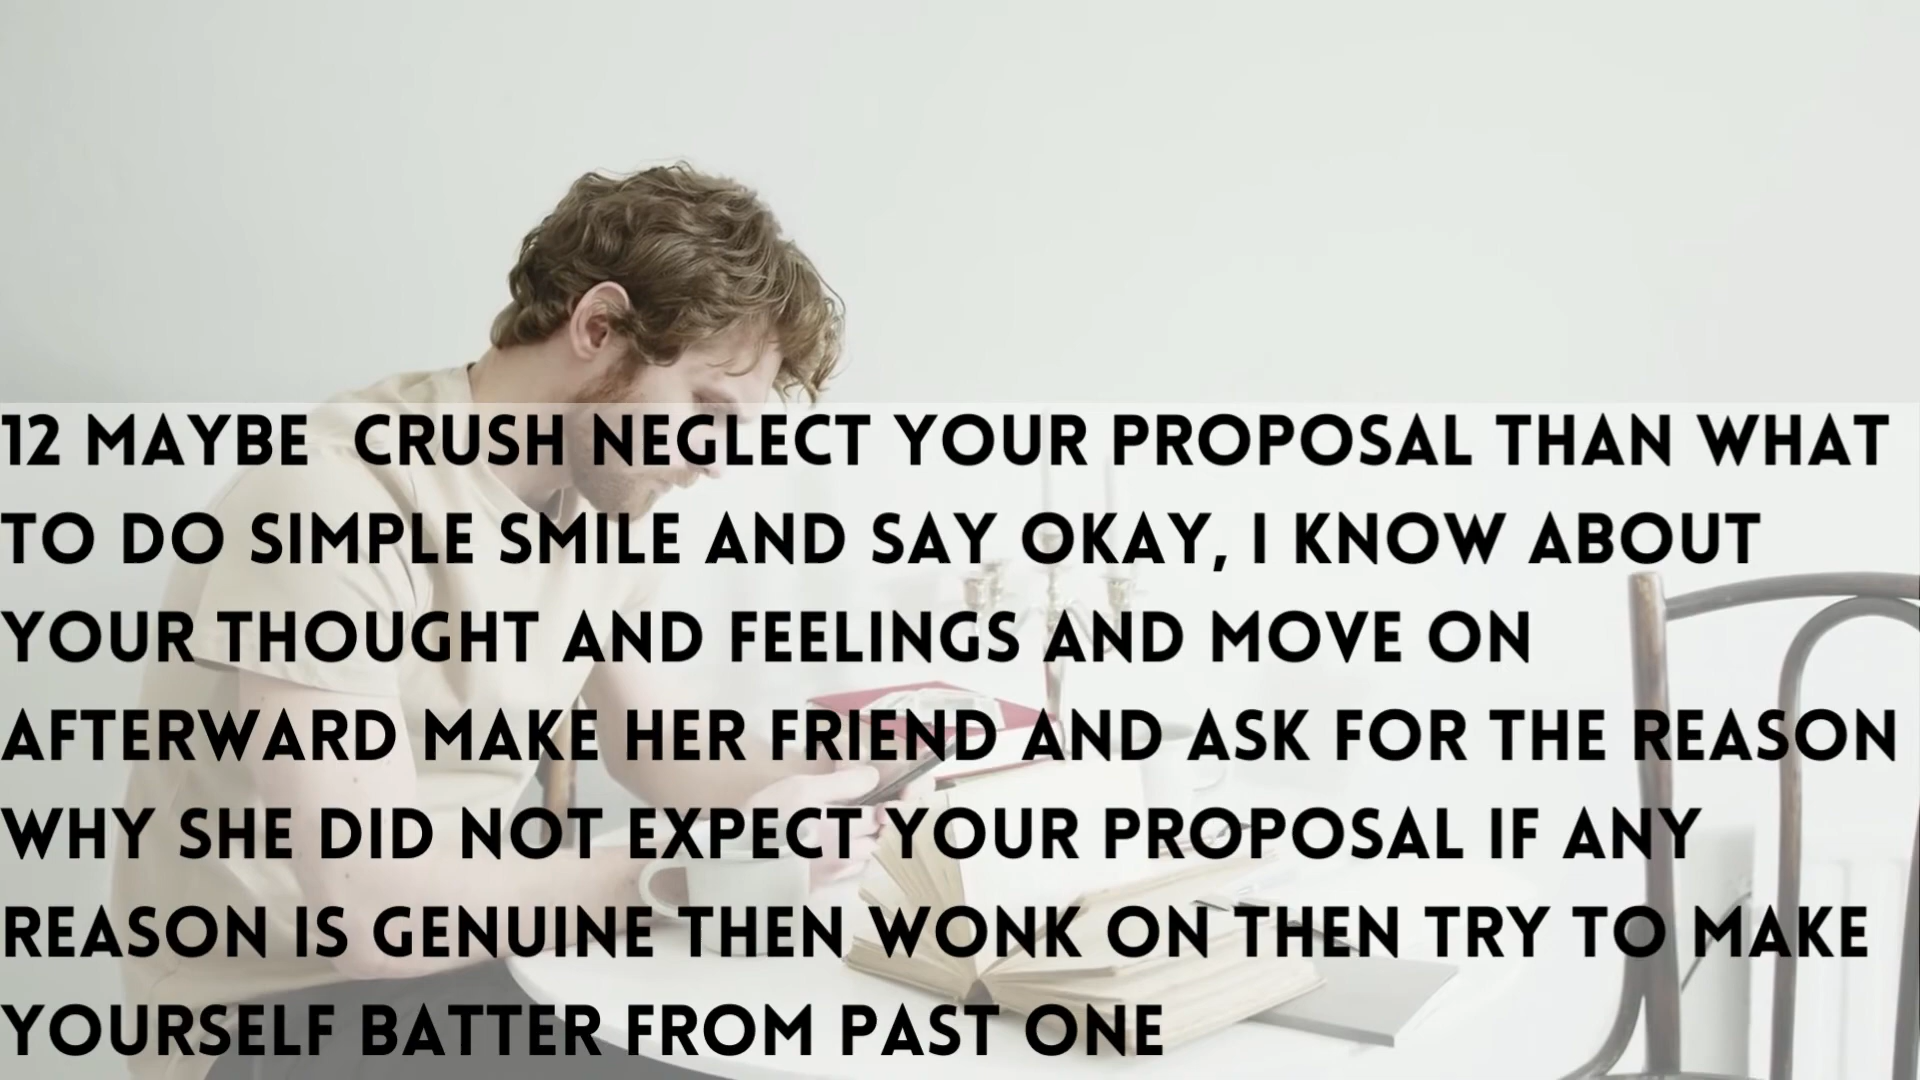 12 MAYBE  CRUSH NEGLECT YOUR PROPOSAL THAN WHAT
TO DO SIMPLE SMILE AND SAY OKAY, I KNOW ABOUT
YOUR THOUGHT AND FEELINGS AND MOVE ON
AFTERWARD MAKE HER FRIEND AND ASK FOR THE REASON
WHY SHE DID NOT EXPECT YOUR PROPOSAL IF ANY
REASON IS GENUINE THEN WONK ON THEN TRY TO MAKE
YOURSELF BATTER FROM PAST ONE